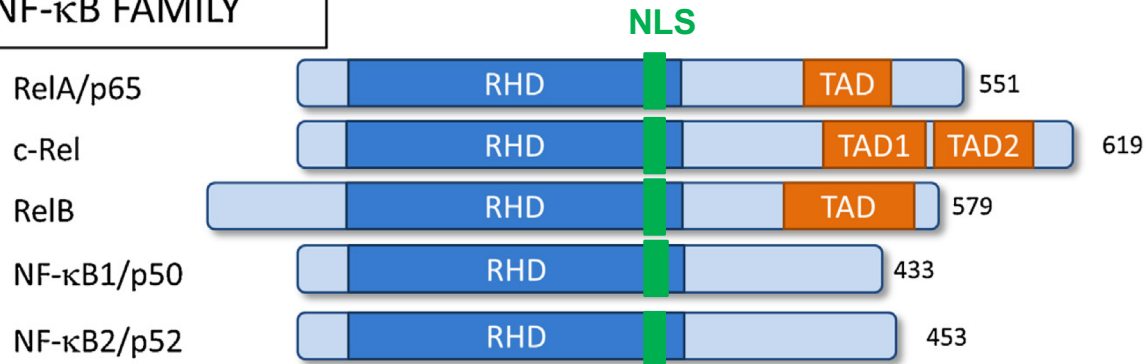 NF-κB FAMILY
NLS
RelA/p65 RHD TAD 551
c-Rel RHD TAD1 TAD2 619
RelB RHD TAD 579
NF-κB1/p50 RHD 433
NF-κB2/p52 RHD 453